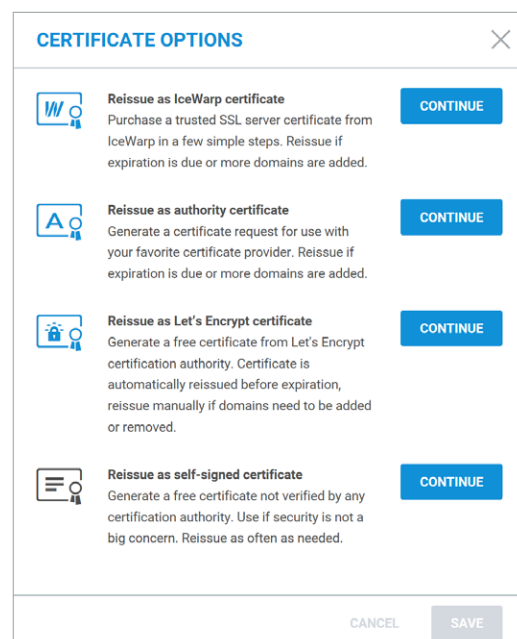 CERTIFICATE OPTIONS
Reissue as IceWarp certificate
Purchase a trusted SSL server certificate from
IceWarp in a few simple steps. Reissue if
expiration is due or more domains are added.
CONTINUE
Reissue as authority certificate
Generate a certificate request for use with
your favorite certificate provider. Reissue if
expiration is due or more domains are added.
CONTINUE
Reissue as Let's Encrypt certificate
Generate a free certificate from Let's Encrypt
certification authority. Certificate is
automatically reissued before expiration,
reissue manually if domains need to be added
or removed.
CONTINUE
Reissue as self-signed certificate
Generate a free certificate not verified by any
certification authority. Use if security is not a
big concern. Reissue as often as needed.
CONTINUE
CANCEL
SAVE